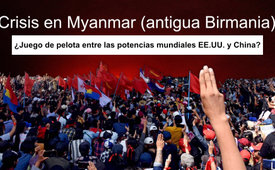 Crisis en Myanmar (antigua Birmania)
¿Juego de pelota entre las potencias mundiales EE.UU. y China?